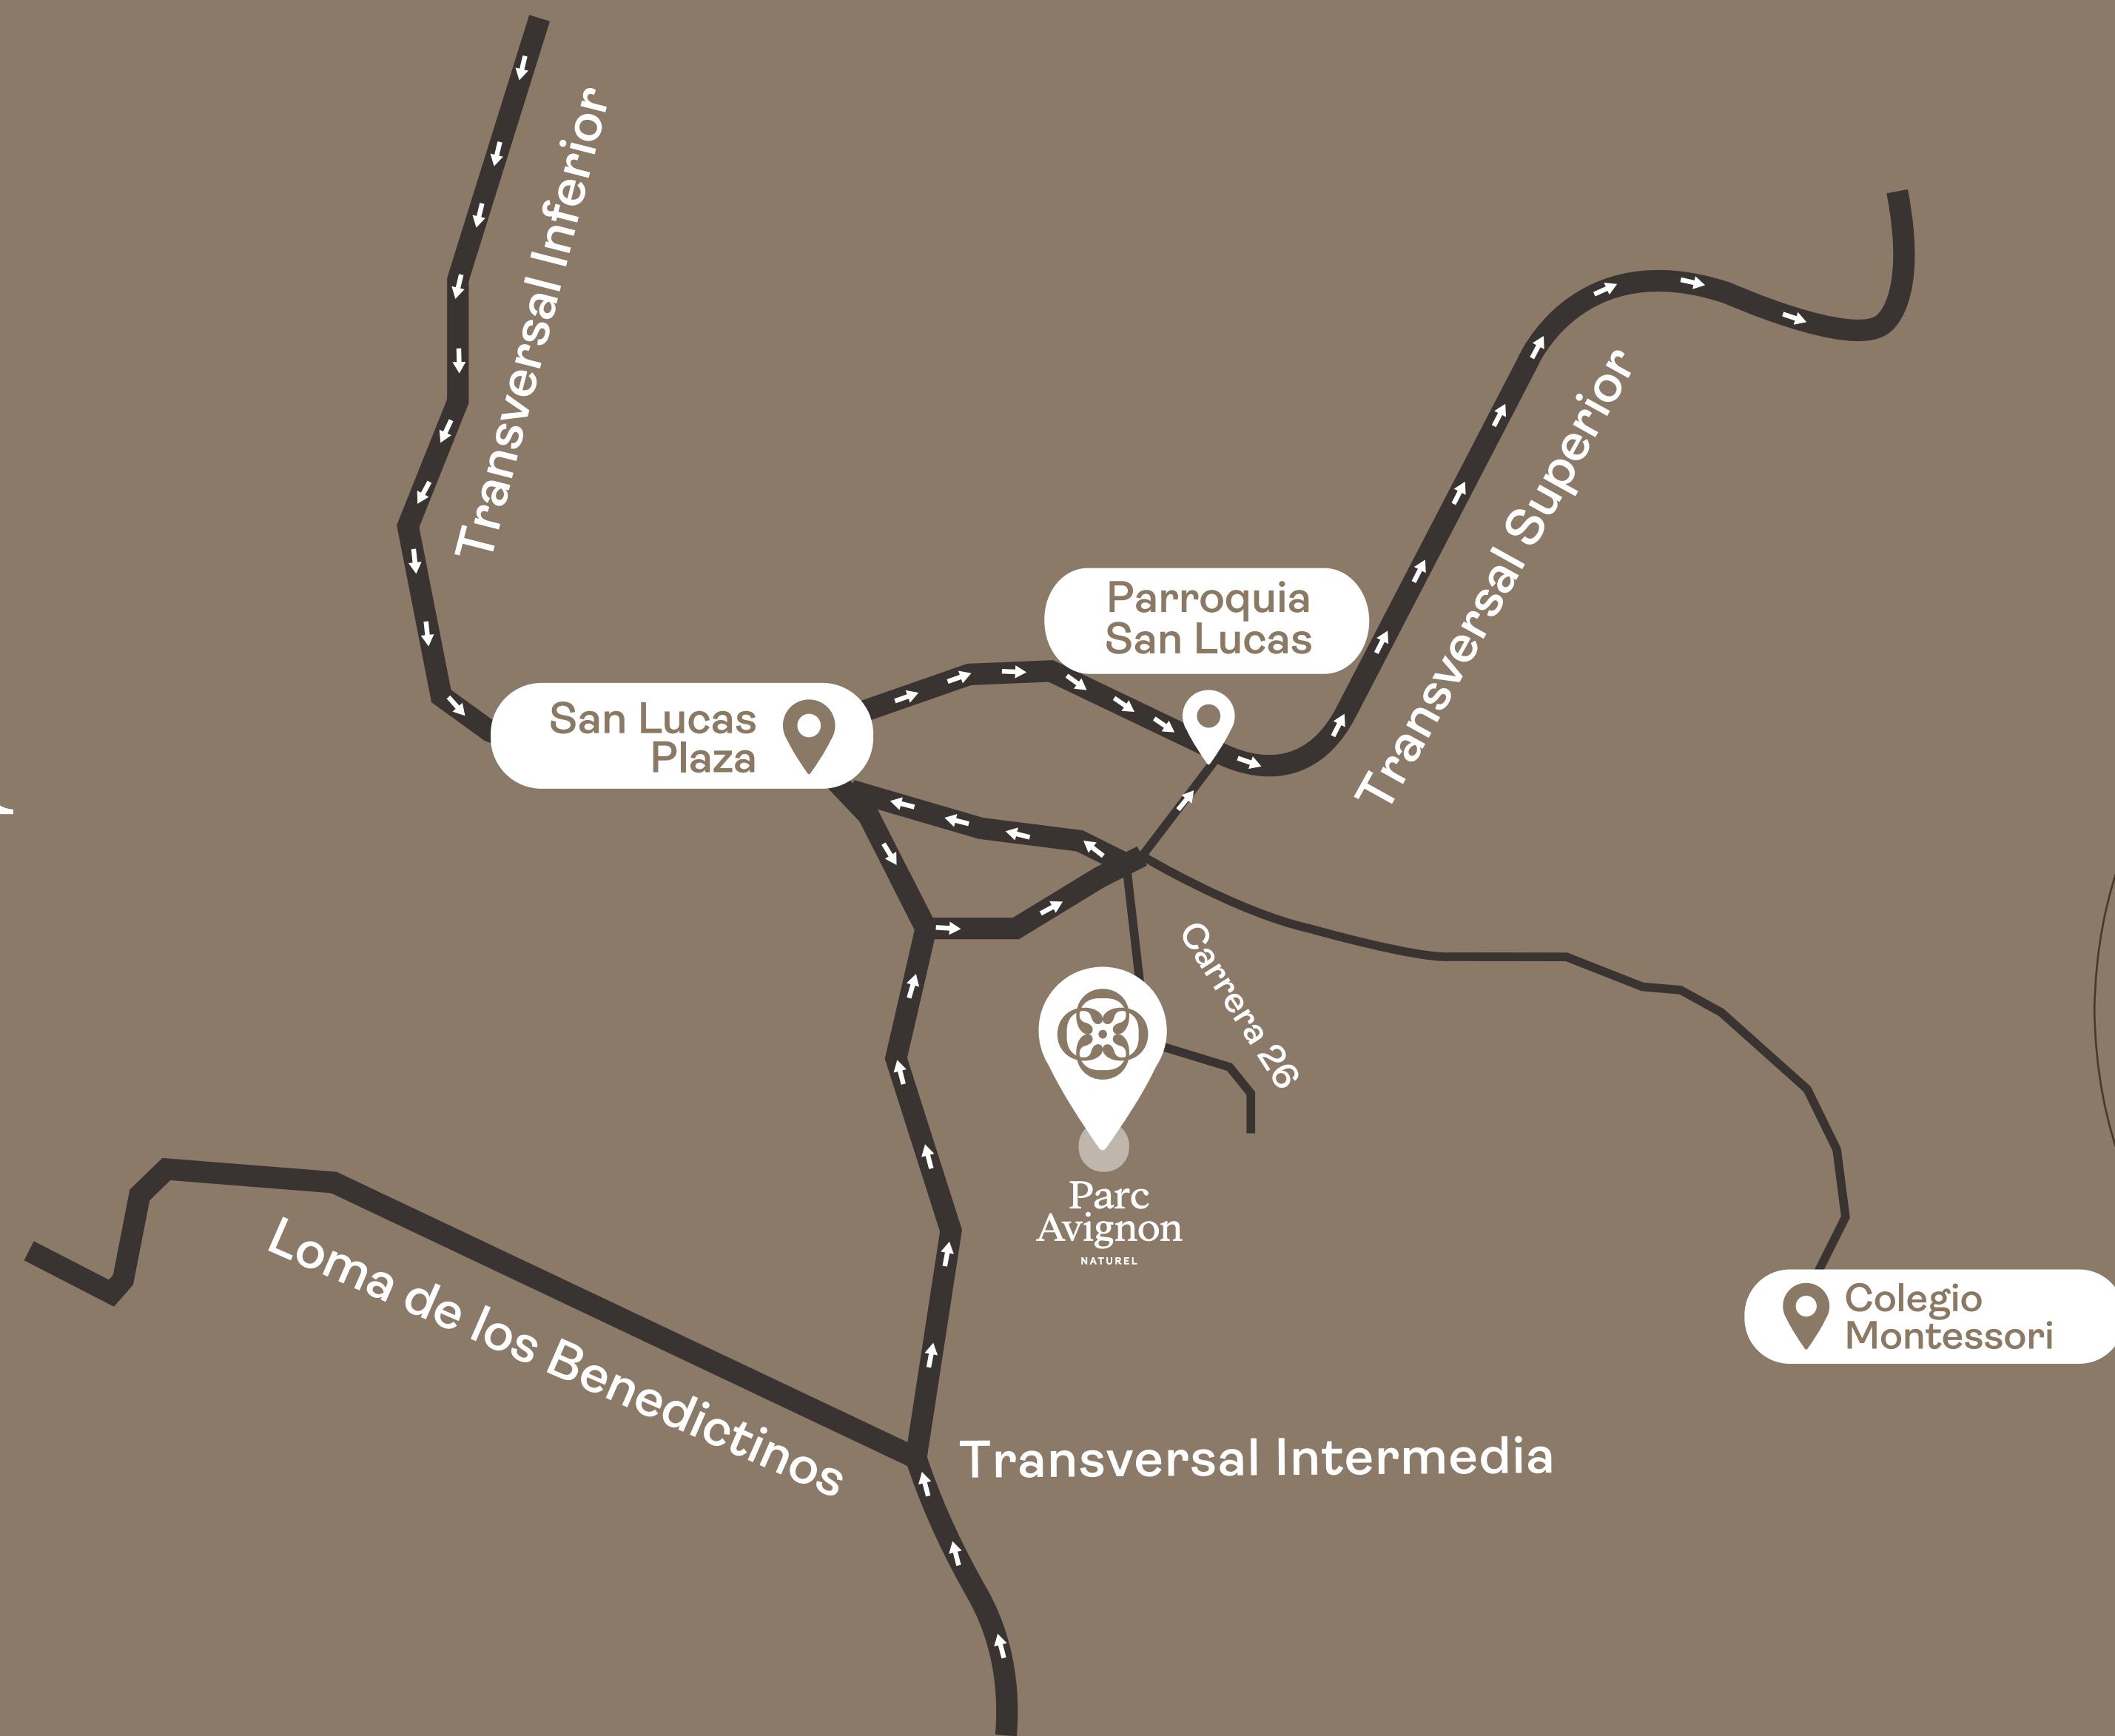 Transversal Inferior
Parroquia
San Lucas
Transversal Superior
San Lucas
Plaza
Carrera 26
Parc
Avignon
NATUREL
Loma de los Benedictinos
Colegio
Montessori
Transversal Intermedia